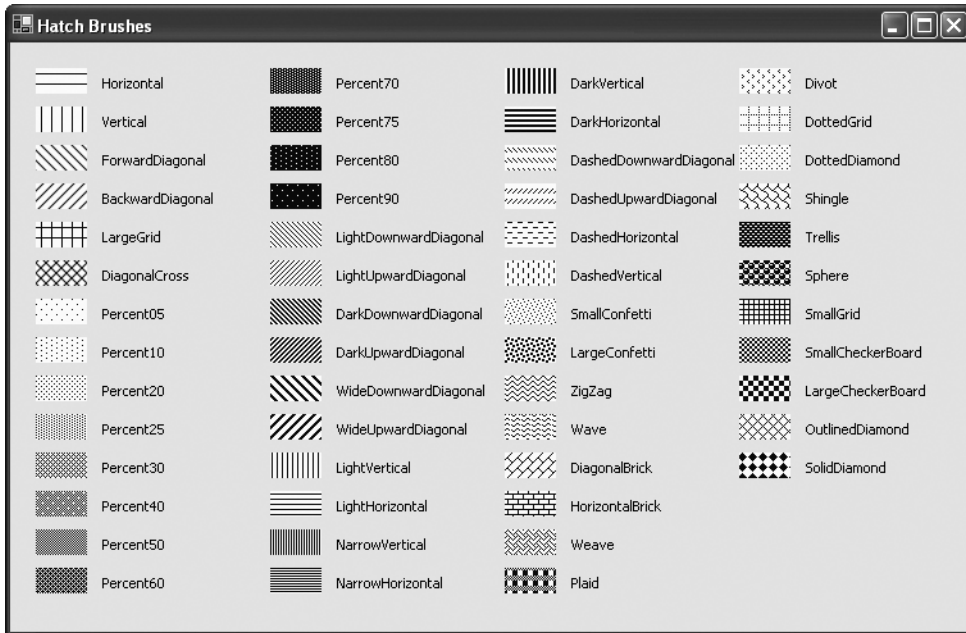 Hatch Brushes
Horizontal
Vertical
ForwardDiagonal
BackwardDiagonal
LargeGrid
DiagonalCross
Percent05
Percent10
Percent20
Percent25
Percent30
Percent40
Percent50
Percent60
Percent70
Percent75
Percent80
Percent90
LightDownwardDiagonal
LightUpwardDiagonal
DarkDownwardDiagonal
DarkUpwardDiagonal
WideDownwardDiagonal
WideUpwardDiagonal
LightVertical
LightHorizontal
NarrowVertical
NarrowHorizontal
DarkVertical
DarkHorizontal
DashedDownwardDiagonal
DashedUpwardDiagonal
DashedHorizontal
DashedVertical
SmallConfetti
LargeConfetti
ZigZag
Wave
DiagonalBrick
HorizontalBrick
Weave
Plaid
Divot
DottedGrid
DottedDiamond
Shingle
Trellis
Sphere
SmallGrid
SmallCheckerBoard
LargeCheckerBoard
OutlinedDiamond
SolidDiamond